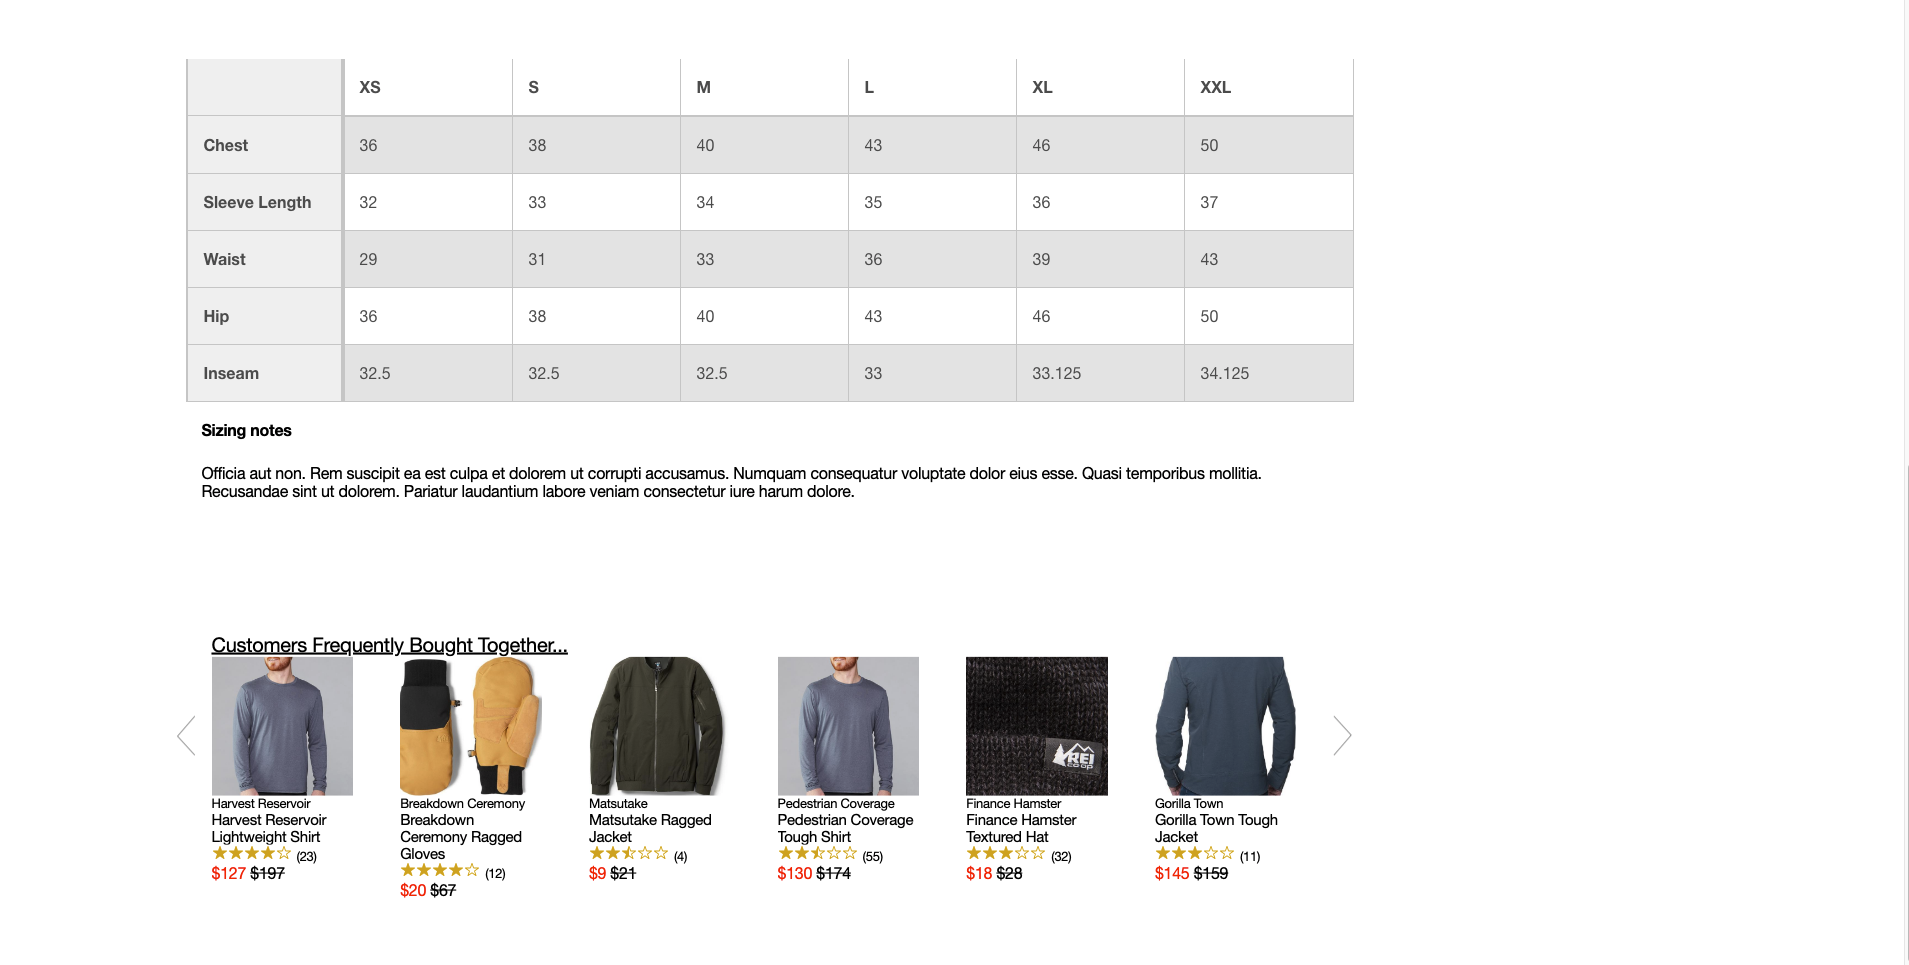 XS S M L XL XXL
Chest 36 38 40 43 46 50
Sleeve Length 32 33 34 35 36 37
Waist 29 31 33 36 39 43
Hip 36 38 40 43 46 50
Inseam 32.5 32.5 32.5 33 33.125 34.125
Sizing notes
Officia aut non. Rem suscipit ea est culpa et dolorem ut corrupti accusamus. Numquam consequatur voluptate dolor eius esse. Quasi temporibus mollitia.
Recusandae sint ut dolorem. Pariatur laudantium labore veniam consectetur iure harum dolore.
Customers Frequently Bought Together...
Harvest Reservoir
Harvest Reservoir
Lightweight Shirt
(23)
$127 $197
Breakdown Ceremony
Breakdown
Ceremony Ragged
Gloves
(12)
$20 $67
Matsutake
Matsutake Ragged
Jacket
(4)
$9 $21
Pedestrian Coverage
Pedestrian Coverage
Tough Shirt
(55)
$130 $174
REI
co·op
Finance Hamster
Finance Hamster
Textured Hat
(32)
$18 $28
Gorilla Town
Gorilla Town Tough
Jacket
(11)
$145 $159